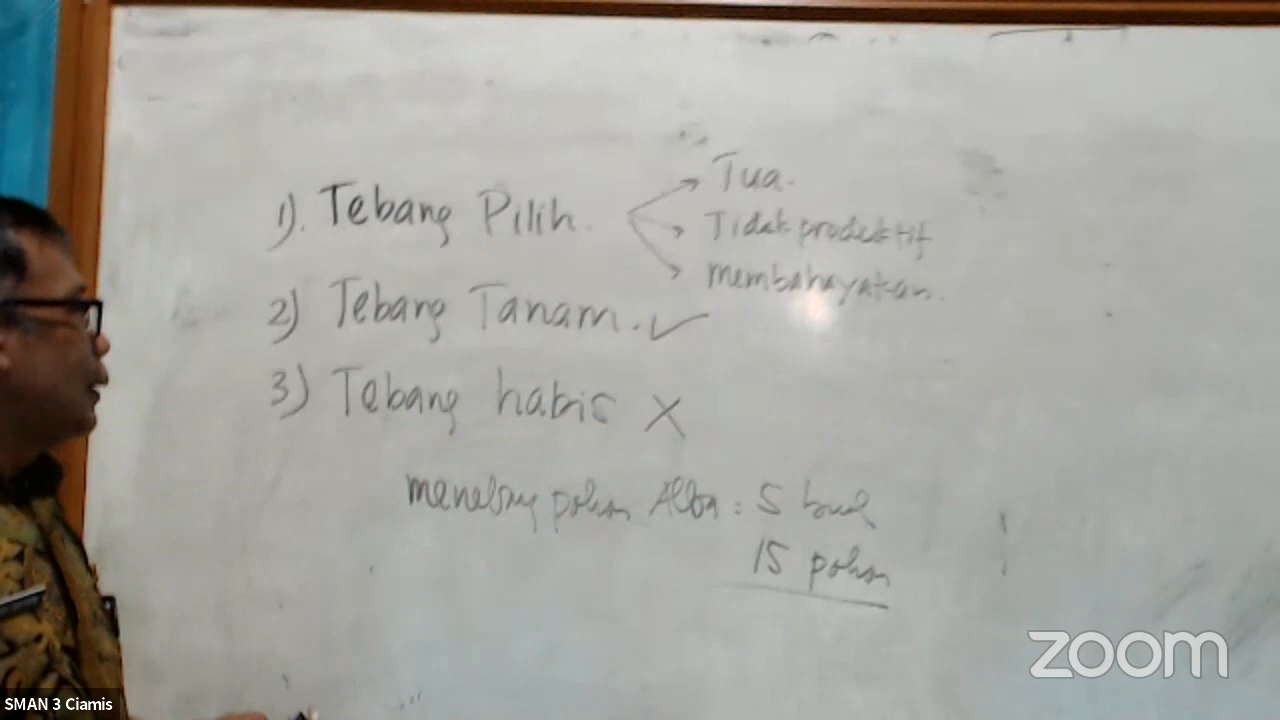 1). Tebang Pilih.
Tua.
Tidak produktif
membahayakan.
2) Tebang Tanam. ✓
3) Tebang habis X
menebang pohon Alba : 5 buah
15 pohon
zoom
SMAN 3 Ciamis